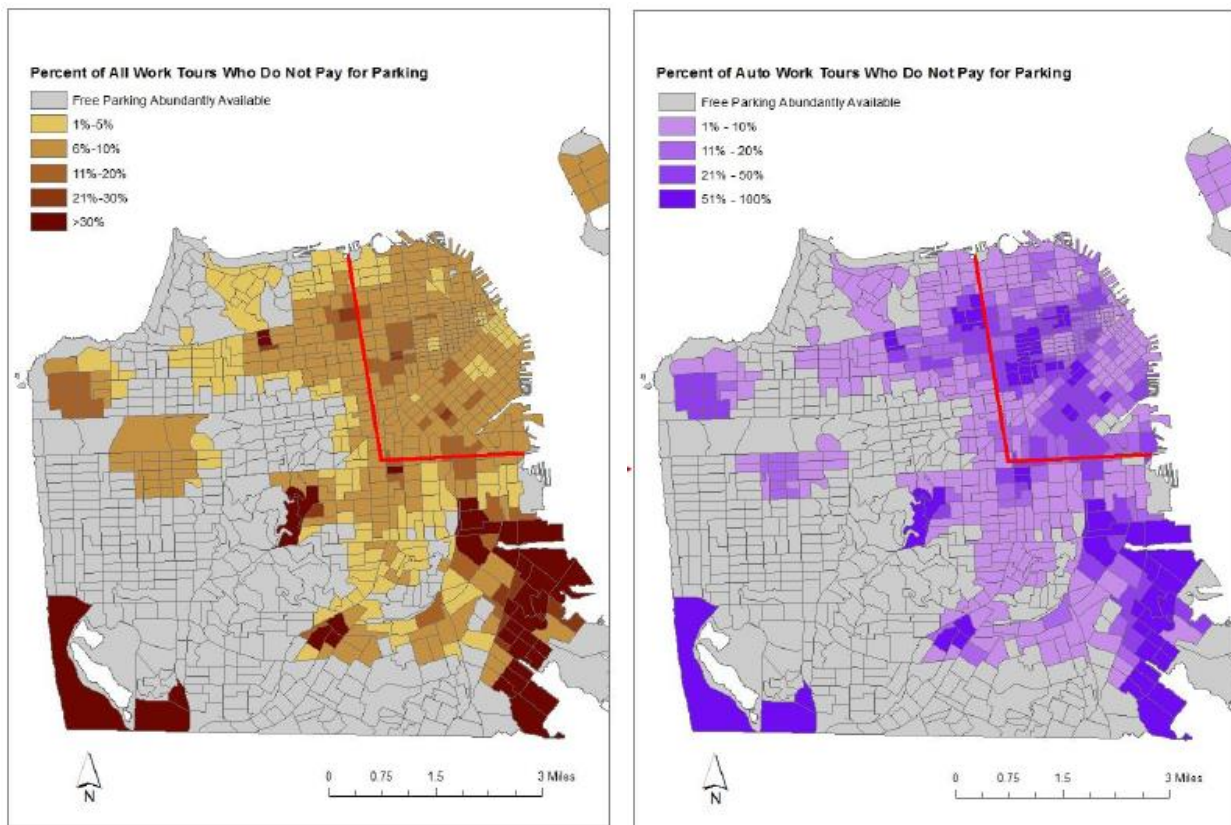 Percent of All Work Tours Who Do Not Pay for Parking
Free Parking Abundantly Available
1%-5%
6%-10%
11%-20%
21%-30%
>30%
N
0 0.75 1.5 3 Miles
Percent of Auto Work Tours Who Do Not Pay for Parking
Free Parking Abundantly Available
1% - 10%
11% - 20%
21% - 50%
51% - 100%
N
0 0.75 1.5 3 Miles